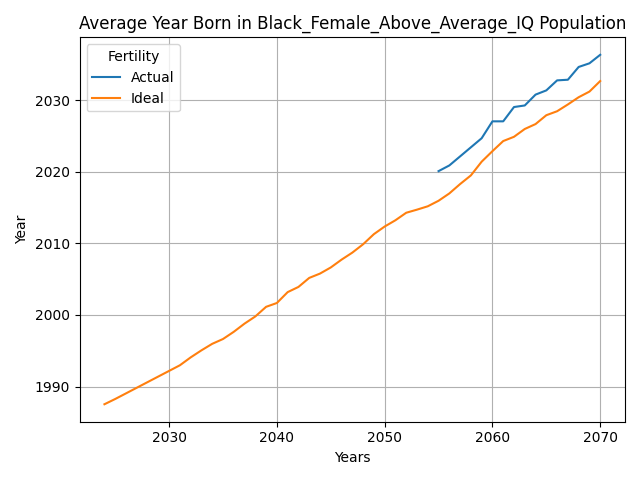 Average Year Born in Black_Female_Above_Average_IQ Population
Fertility
Actual
Ideal
Year
2030
2020
2010
2000
1990
2030
2040
2050
2060
2070
Years